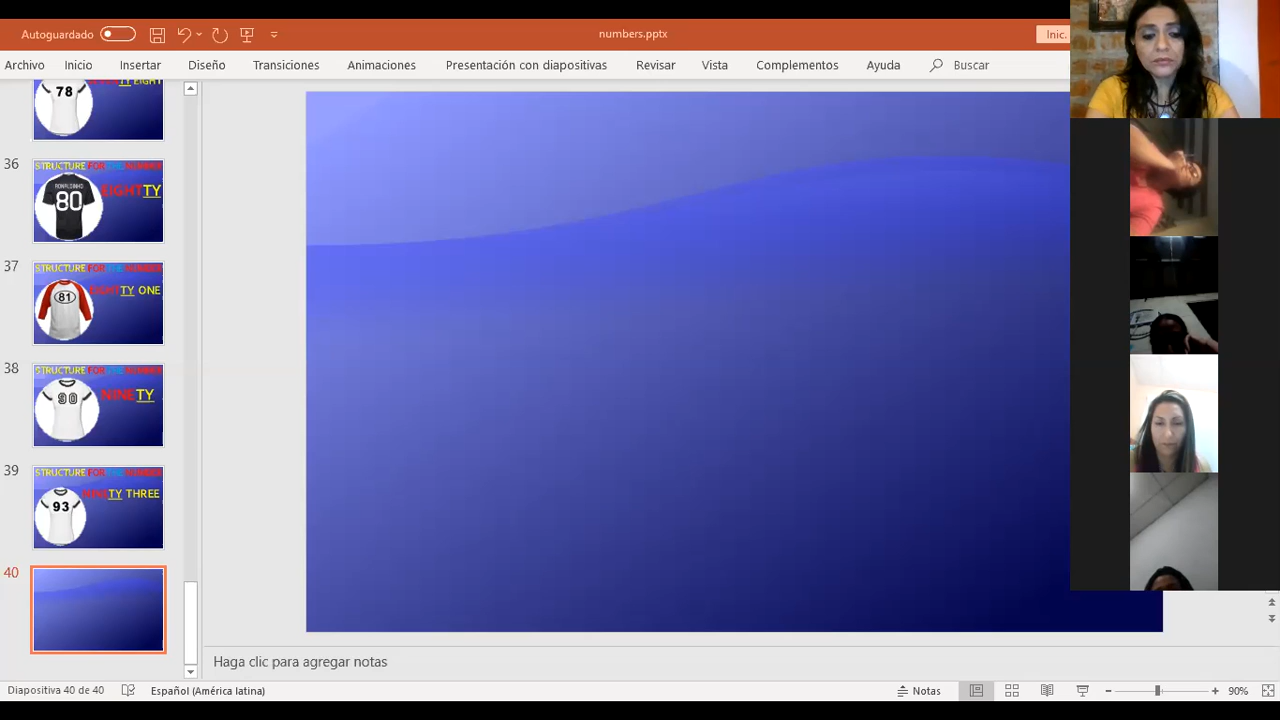 Autoguardado
numbers.pptx
Inic.
Archivo Inicio Insertar Diseño Transiciones Animaciones Presentación con diapositivas Revisar Vista Complementos Ayuda Buscar
78
36
STRUCTURE FOR THE NUMBER
RONALDINHO
80
EIGHTY
37
STRUCTURE FOR THE NUMBER
81
EIGHTY ONE
38
STRUCTURE FOR THE NUMBER
90
NINETY
39
STRUCTURE FOR THE NUMBER
93
NINETY THREE
40
Haga clic para agregar notas
Diapositiva 40 de 40 Español (América latina) Notas 90%